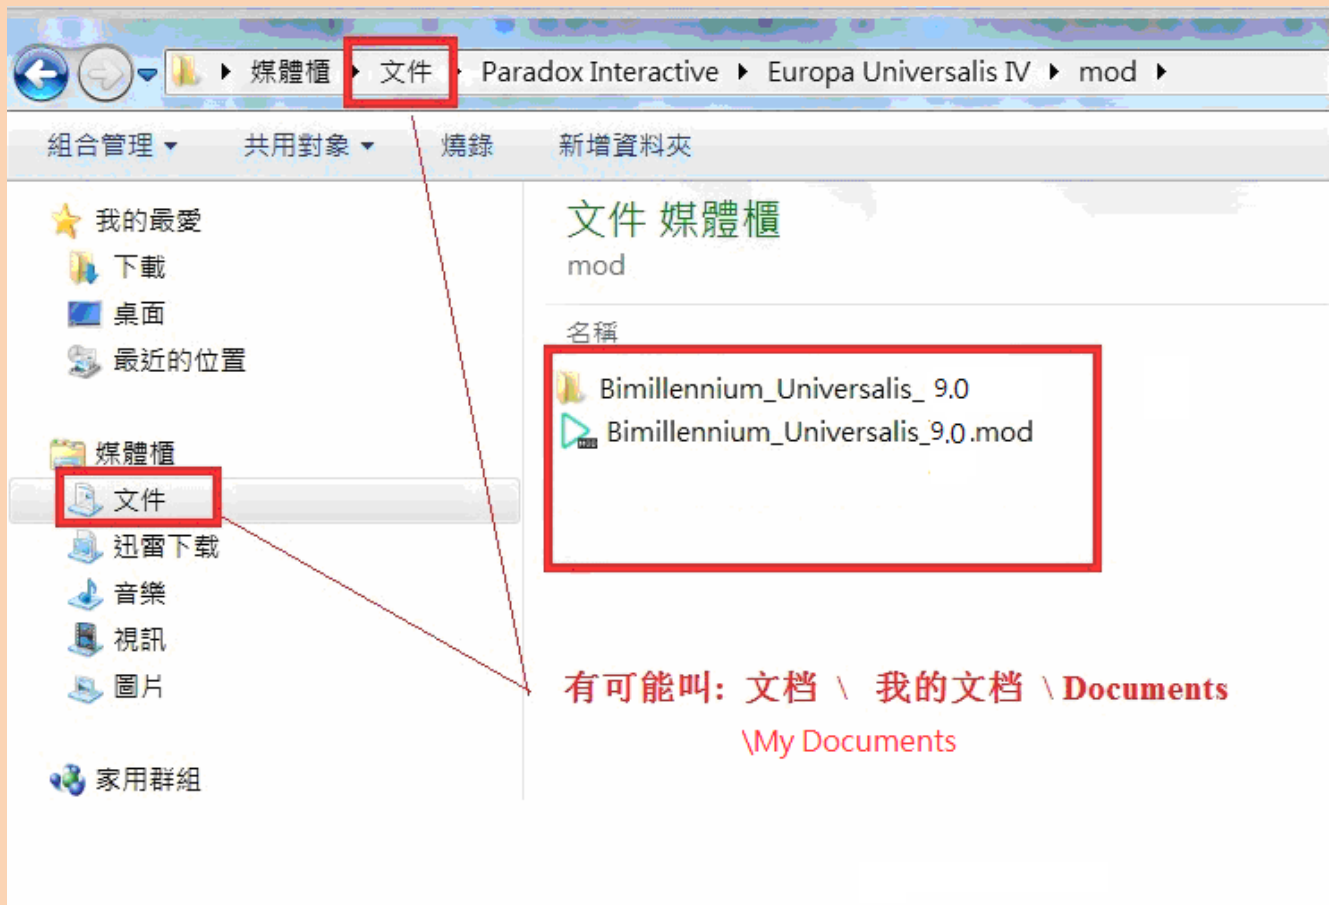 媒體櫃 ▸ 文件 ▸ Paradox Interactive ▸ Europa Universalis IV ▸ mod ▸
組合管理 ▾ 共用對象 ▾ 燒錄 新增資料夾
我的最愛
下載
桌面
最近的位置
媒體櫃
文件
迅雷下载
音樂
視訊
圖片
家用群組
文件 媒體櫃
mod
名稱
Bimillennium_Universalis_ 9.0
Bimillennium_Universalis_9.0.mod
有可能叫: 文档 \ 我的文档 \ Documents
\My Documents